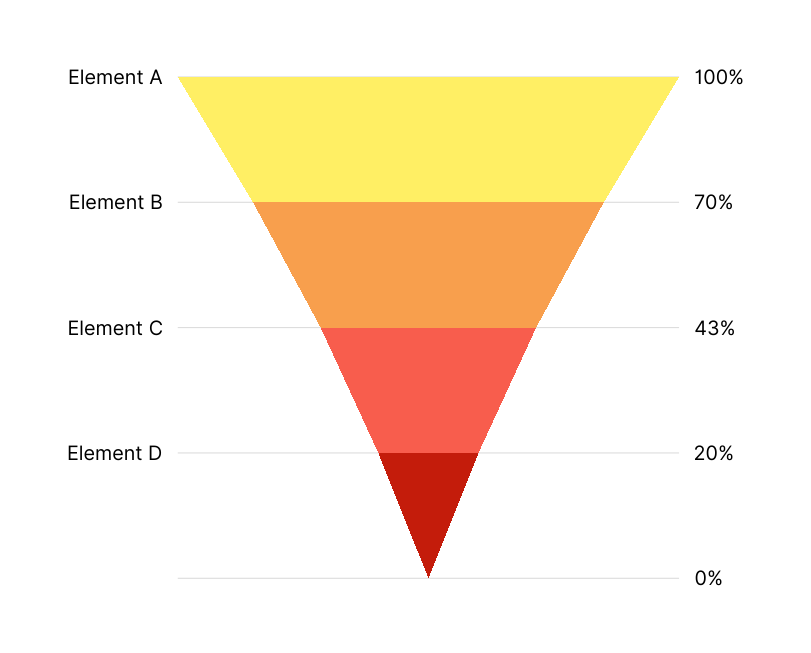 Element A 100%
Element B 70%
Element C 43%
Element D 20%
0%